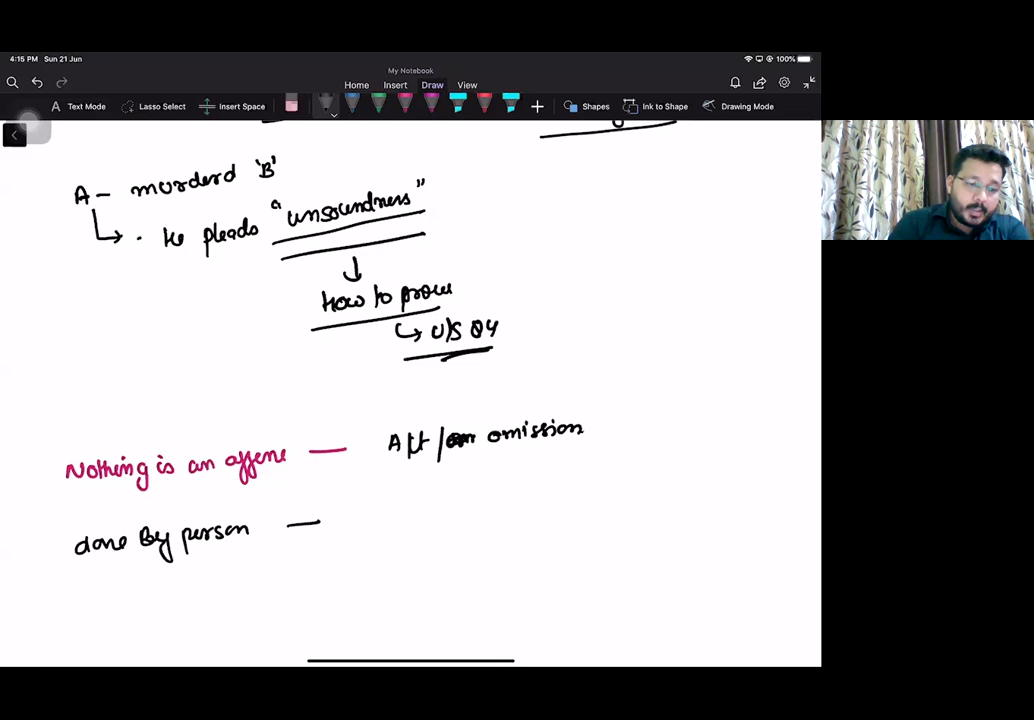 4:15 PM Sun 21 Jun
100%
My Notebook
Home Insert Draw View
Text Mode Lasso Select Insert Space Shapes Ink to Shape Drawing Mode
A - murderd 'B'
→ . He pleads "unsoundness"
How to prove
↳ U/S 84
Nothing is an offene — Act / omission
done By person —